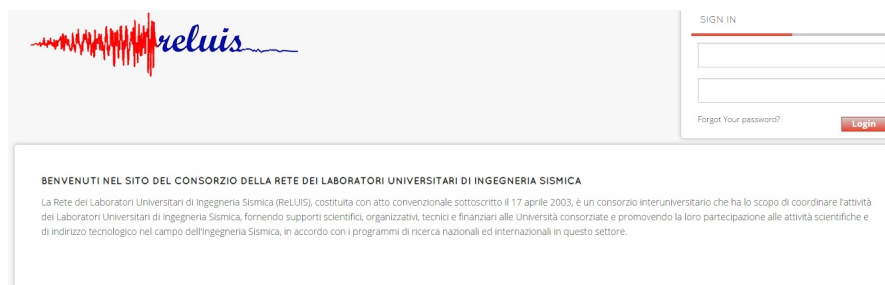 reluis
SIGN IN
Forgot Your password?
Login
BENVENUTI NEL SITO DEL CONSORZIO DELLA RETE DEI LABORATORI UNIVERSITARI DI INGEGNERIA SISMICA
La Rete dei Laboratori Universitari di Ingegneria Sismica (ReLUIS), costituita con atto convenzionale sottoscritto il 17 aprile 2003, è un consorzio interuniversitario che ha lo scopo di coordinare l'attività
dei Laboratori Universitari di Ingegneria Sismica, fornendo supporti scientifici, organizzativi, tecnici e finanziari alle Università consorziate e promovendo la loro partecipazione alle attività scientifiche e
di indirizzo tecnologico nel campo dell'Ingegneria Sismica, in accordo con i programmi di ricerca nazionali ed internazionali in questo settore.